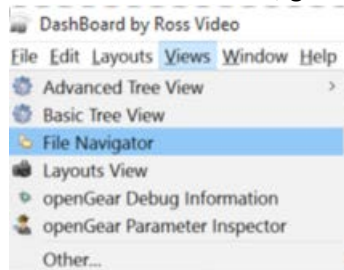 DashBoard by Ross Video
File Edit Layouts Views Window Help
Advanced Tree View >
Basic Tree View
File Navigator
Layouts View
openGear Debug Information
openGear Parameter Inspector
Other...